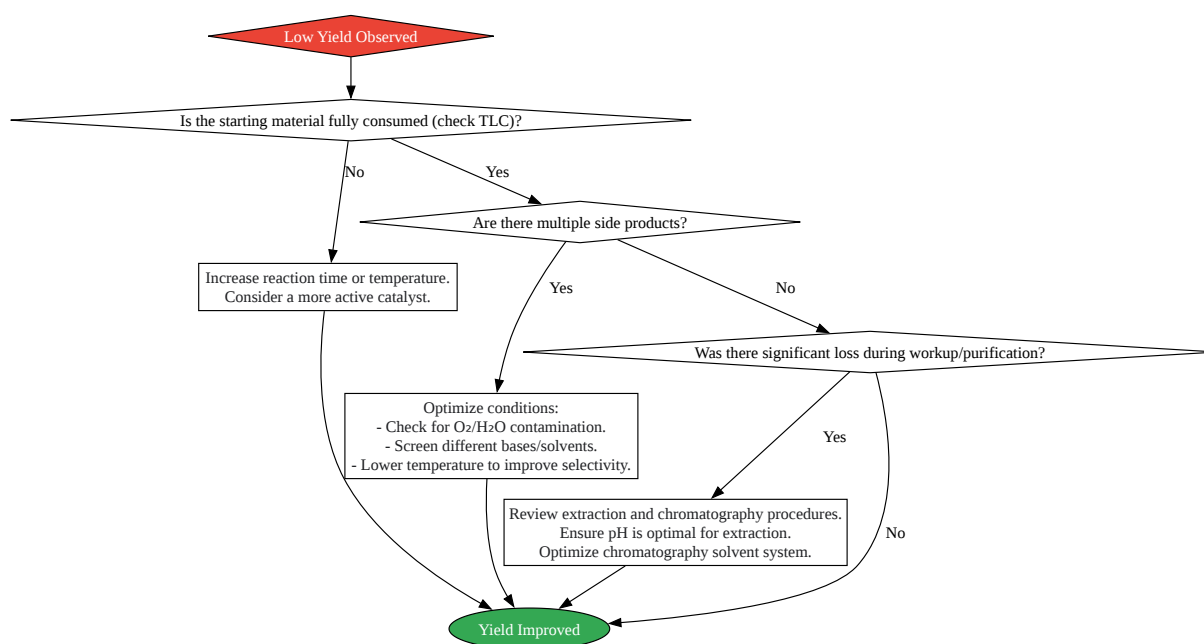 Low Yield Observed
Is the starting material fully consumed (check TLC)?
No
Yes
Are there multiple side products?
Increase reaction time or temperature.
Consider a more active catalyst.
Yes
No
Was there significant loss during workup/purification?
Optimize conditions:
- Check for O₂/H₂O contamination.
- Screen different bases/solvents.
- Lower temperature to improve selectivity.
Yes
Review extraction and chromatography procedures.
Ensure pH is optimal for extraction.
Optimize chromatography solvent system.
No
Yield Improved